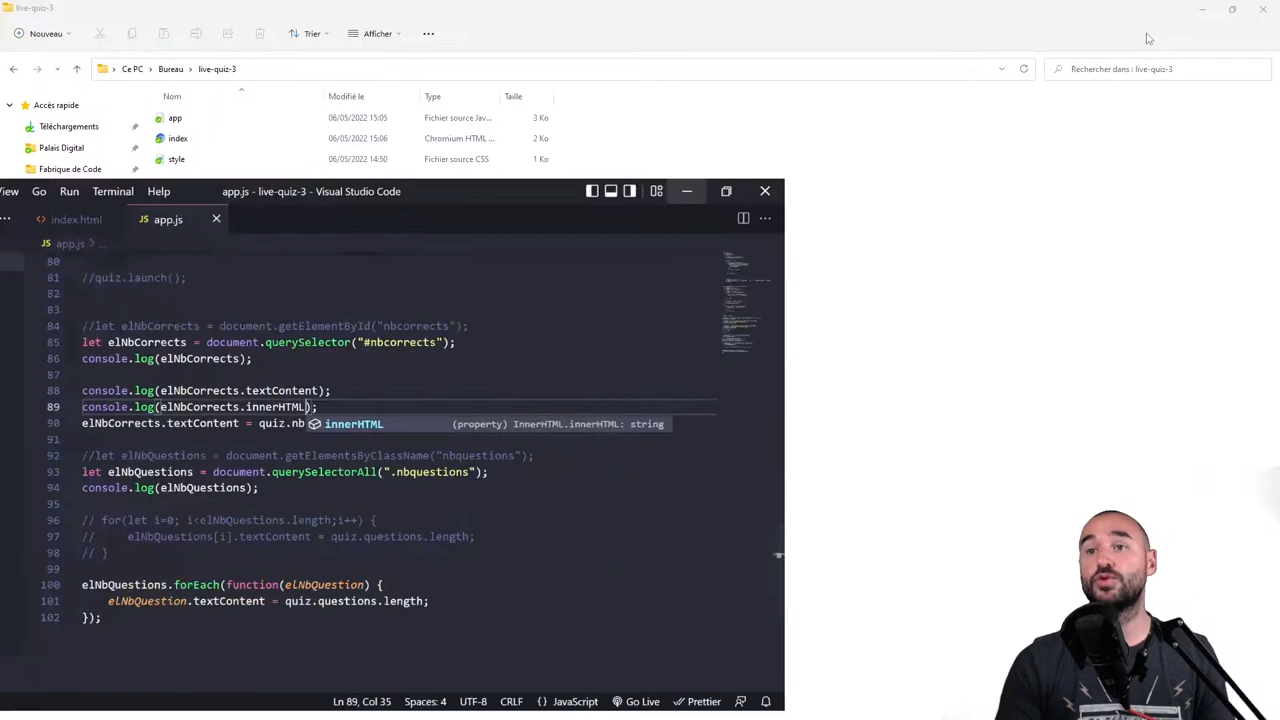 live-quiz-3
Nouveau Trier Afficher
Ce PC Bureau live-quiz-3 Rechercher dans : live-quiz-3
Nom Modifié le Type Taille
Accès rapide
Téléchargements
Palais Digital
Fabrique de Code
app 06/05/2022 15:05 Fichier source Jav... 3 Ko
index 06/05/2022 15:06 Chromium HTML ... 2 Ko
style 06/05/2022 14:50 Fichier source CSS 1 Ko
View Go Run Terminal Help app.js - live-quiz-3 - Visual Studio Code
index.html app.js
app.js > ...
80
81 //quiz.launch();
82
83
84 //let elNbCorrects = document.getElementById("nbcorrects");
85 let elNbCorrects = document.querySelector("#nbcorrects");
86 console.log(elNbCorrects);
87
88 console.log(elNbCorrects.textContent);
89 console.log(elNbCorrects.innerHTML);
90 elNbCorrects.textContent = quiz.nb
innerHTML (property) InnerHTML.innerHTML: string
91
92 //let elNbQuestions = document.getElementsByClassName("nbquestions");
93 let elNbQuestions = document.querySelectorAll(".nbquestions");
94 console.log(elNbQuestions);
95
96 // for(let i=0; i<elNbQuestions.length;i++) {
97 // elNbQuestions[i].textContent = quiz.questions.length;
98 // }
99
100 elNbQuestions.forEach(function(elNbQuestion) {
101 elNbQuestion.textContent = quiz.questions.length;
102 });
Ln 89, Col 35 Spaces: 4 UTF-8 CRLF {} JavaScript Go Live Prettier